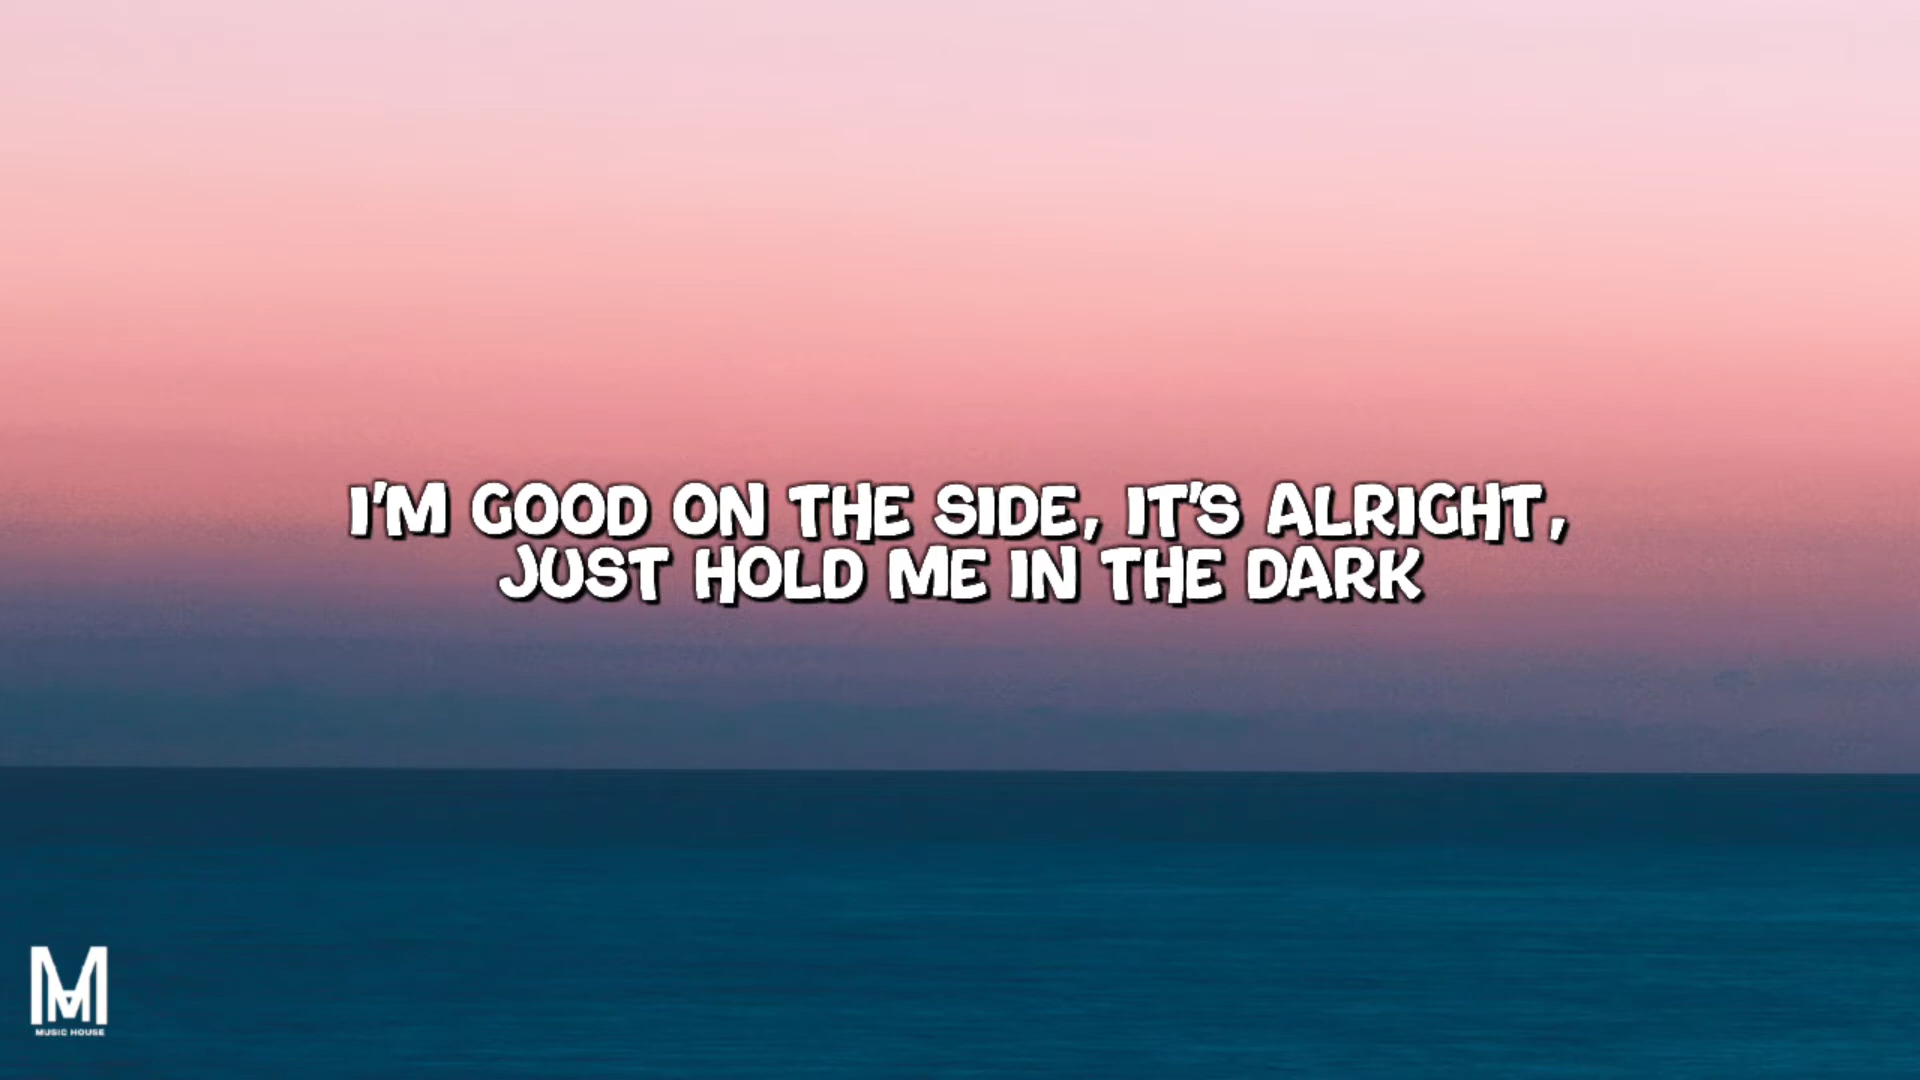 I'M GOOD ON THE SIDE, IT'S ALRIGHT,
JUST HOLD ME IN THE DARK
M
MUSIC HOUSE